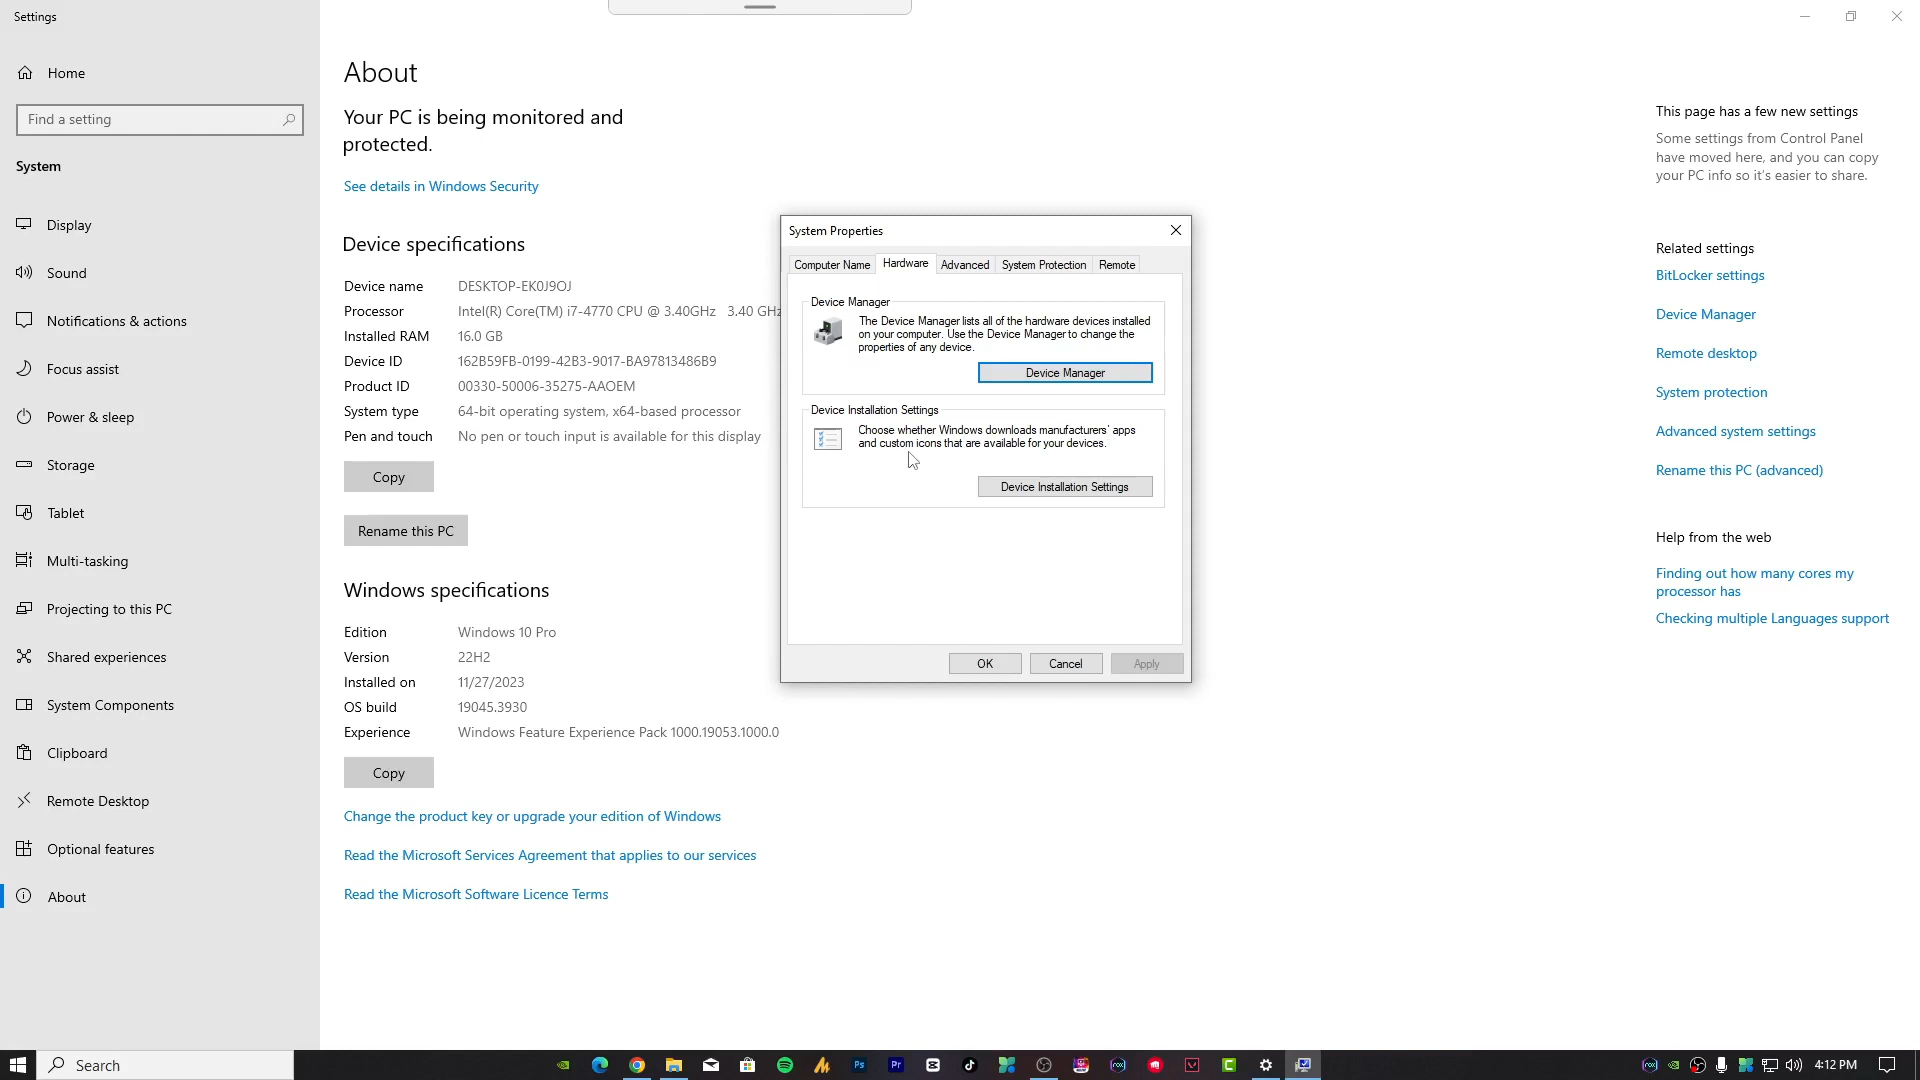 Settings
Home
Find a setting
System
Display
Sound
Notifications & actions
Focus assist
Power & sleep
Storage
Tablet
Multi-tasking
Projecting to this PC
Shared experiences
System Components
Clipboard
Remote Desktop
Optional features
About
About
Your PC is being monitored and
protected.
See details in Windows Security
Device specifications
Device name DESKTOP-EK0J9OJ
Processor Intel(R) Core(TM) i7-4770 CPU @ 3.40GHz 3.40 GHz
Installed RAM 16.0 GB
Device ID 162B59FB-0199-42B3-9017-BA97813486B9
Product ID 00330-50006-35275-AAOEM
System type 64-bit operating system, x64-based processor
Pen and touch No pen or touch input is available for this display
Copy
Rename this PC
Windows specifications
Edition Windows 10 Pro
Version 22H2
Installed on 11/27/2023
OS build 19045.3930
Experience Windows Feature Experience Pack 1000.19053.1000.0
Copy
Change the product key or upgrade your edition of Windows
Read the Microsoft Services Agreement that applies to our services
Read the Microsoft Software Licence Terms
System Properties
Computer Name Hardware Advanced System Protection Remote
Device Manager
The Device Manager lists all of the hardware devices installed
on your computer. Use the Device Manager to change the
properties of any device.
Device Manager
Device Installation Settings
Choose whether Windows downloads manufacturers' apps
and custom icons that are available for your devices.
Device Installation Settings
OK Cancel Apply
This page has a few new settings
Some settings from Control Panel
have moved here, and you can copy
your PC info so it's easier to share.
Related settings
BitLocker settings
Device Manager
Remote desktop
System protection
Advanced system settings
Rename this PC (advanced)
Help from the web
Finding out how many cores my
processor has
Checking multiple Languages support
Search
Ps
Pr
4:12 PM